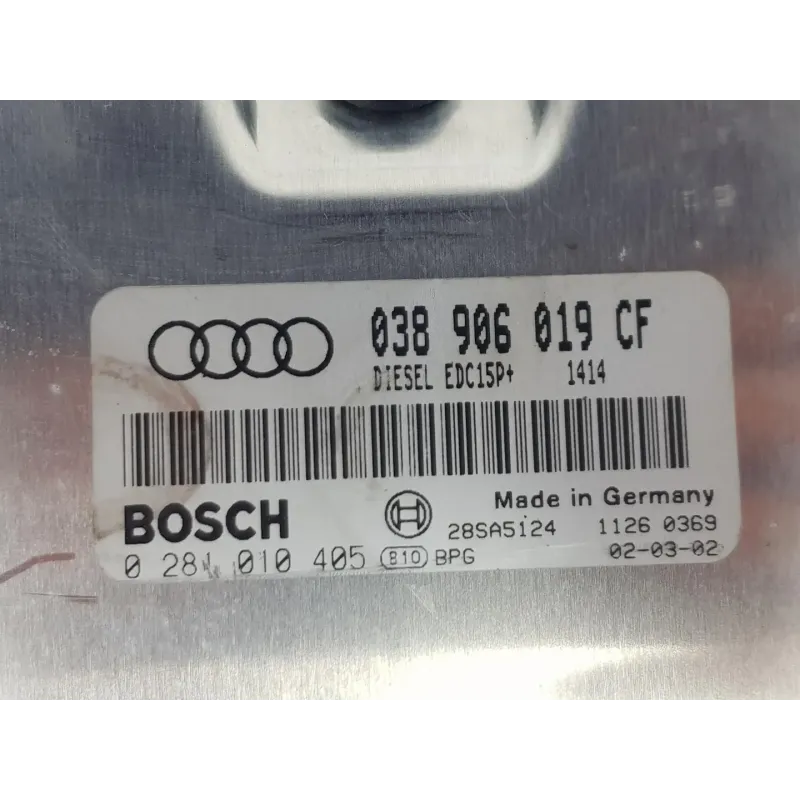 038 906 019 CF
DIESEL EDC15P+ 1414
BOSCH
Made in Germany
28SA5124 1126 0369
0 281 010 405 B10 BPG 02-03-02